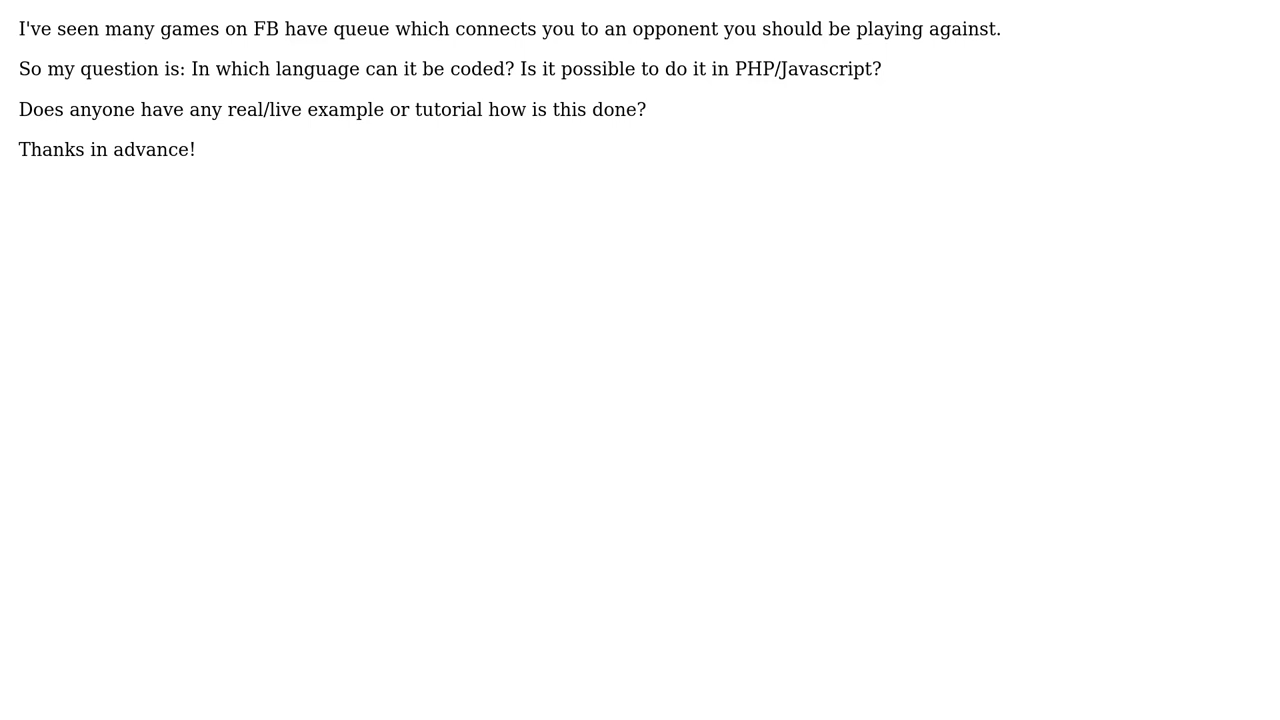 I've seen many games on FB have queue which connects you to an opponent you should be playing against.
So my question is: In which language can it be coded? Is it possible to do it in PHP/Javascript?
Does anyone have any real/live example or tutorial how is this done?
Thanks in advance!